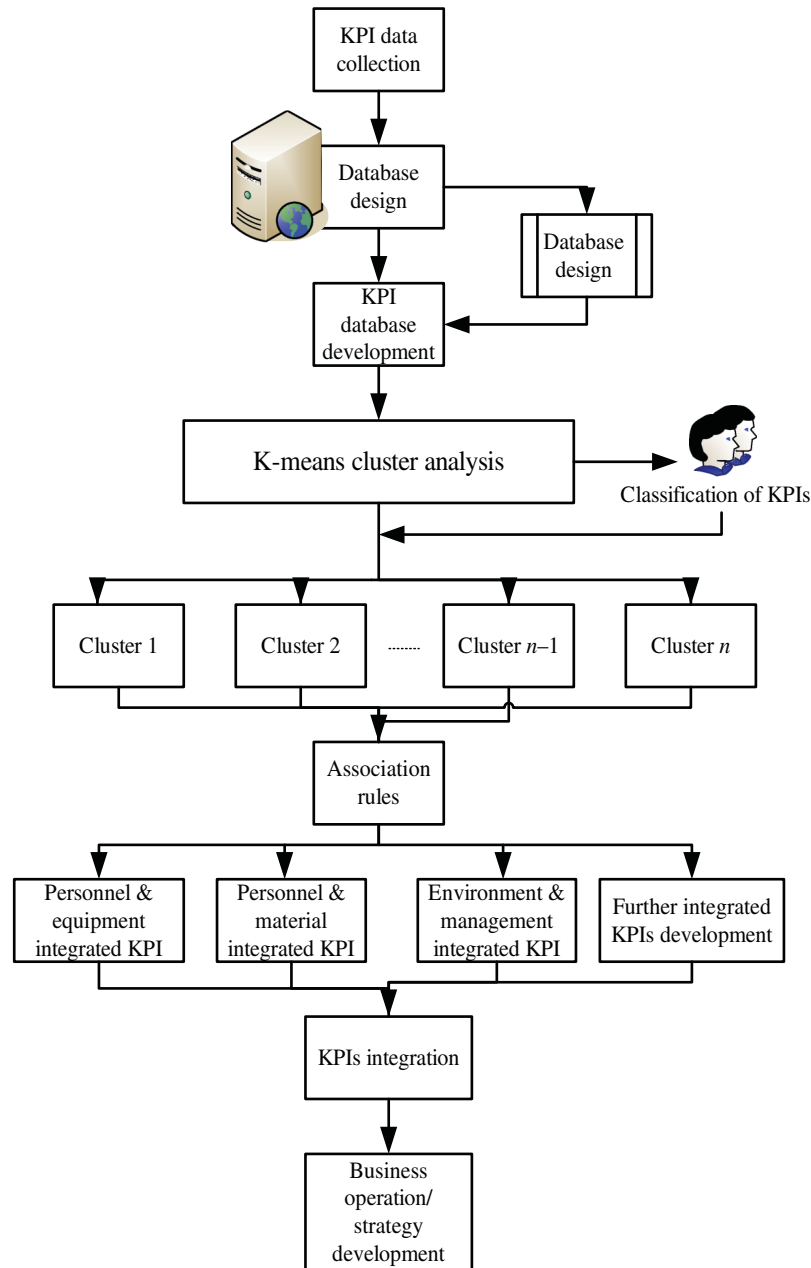 KPI data
collection
Database
design
Database
design
KPI
database
development
K-means cluster analysis
Classification of KPIs
Cluster 1
Cluster 2
........
Cluster n–1
Cluster n
Association
rules
Personnel &
equipment
integrated KPI
Personnel &
material
integrated KPI
Environment &
management
integrated KPI
Further integrated
KPIs development
KPIs integration
Business
operation/
strategy
development